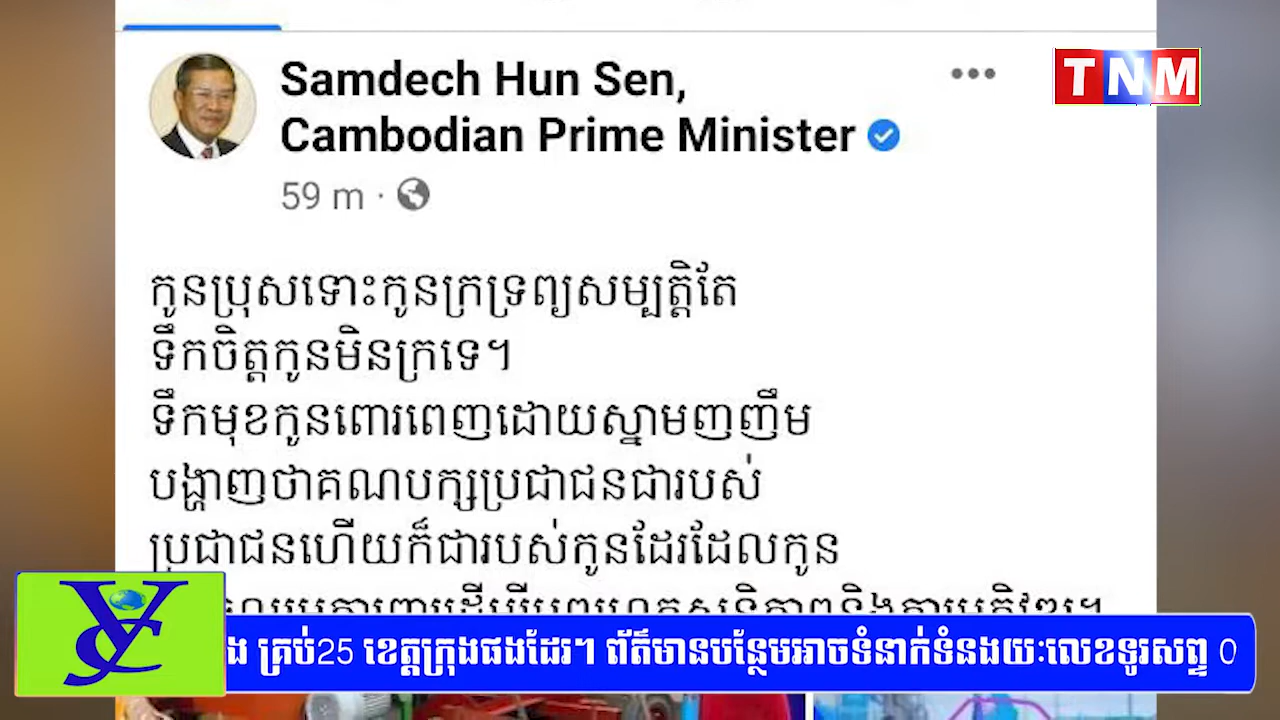 TNM
Samdech Hun Sen,
Cambodian Prime Minister
59 m ·
កូនប្រុសទោះកូនក្រទ្រព្យសម្បត្តិតែ
ទឹកចិត្តកូនមិនក្រទេ។
ទឹកមុខកូនពោរពេញដោយស្នាមញញឹម
បង្ហាញថាគណបក្សប្រជាជនជារបស់
ប្រជាជនហើយក៏ជារបស់កូនដែរដែលកូន
YC
ង គ្រប់25 ខេត្តក្រុងផងដែរ។ ព័ត៌មានបន្ថែមអាចទំនាក់ទំនងយៈលេខទូរសព្ទ 0